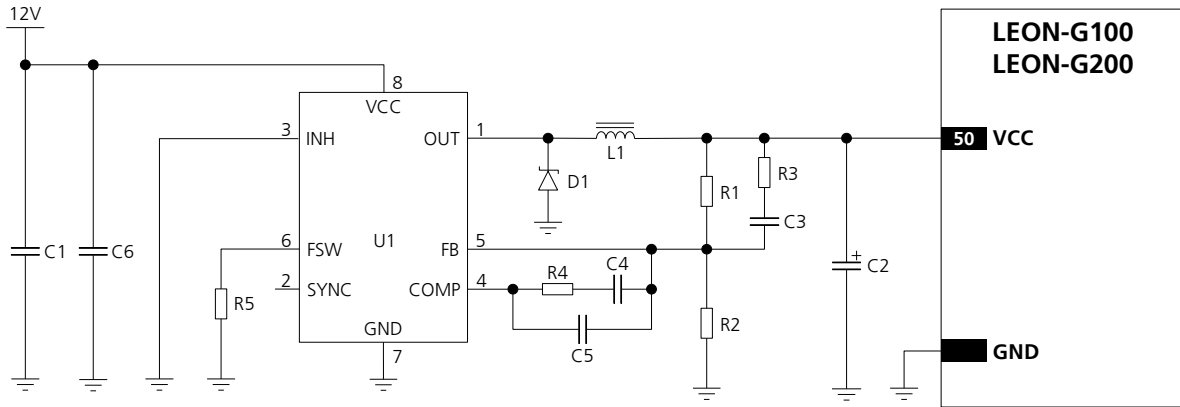 12V
LEON-G100
LEON-G200
8
VCC
3 INH OUT 1
50 VCC
L1
D1
R1
R3
C3
C1
C6
6 FSW U1 FB 5
R5
2 SYNC COMP 4
R4
C4
C2
GND
C5
R2
7
GND
+